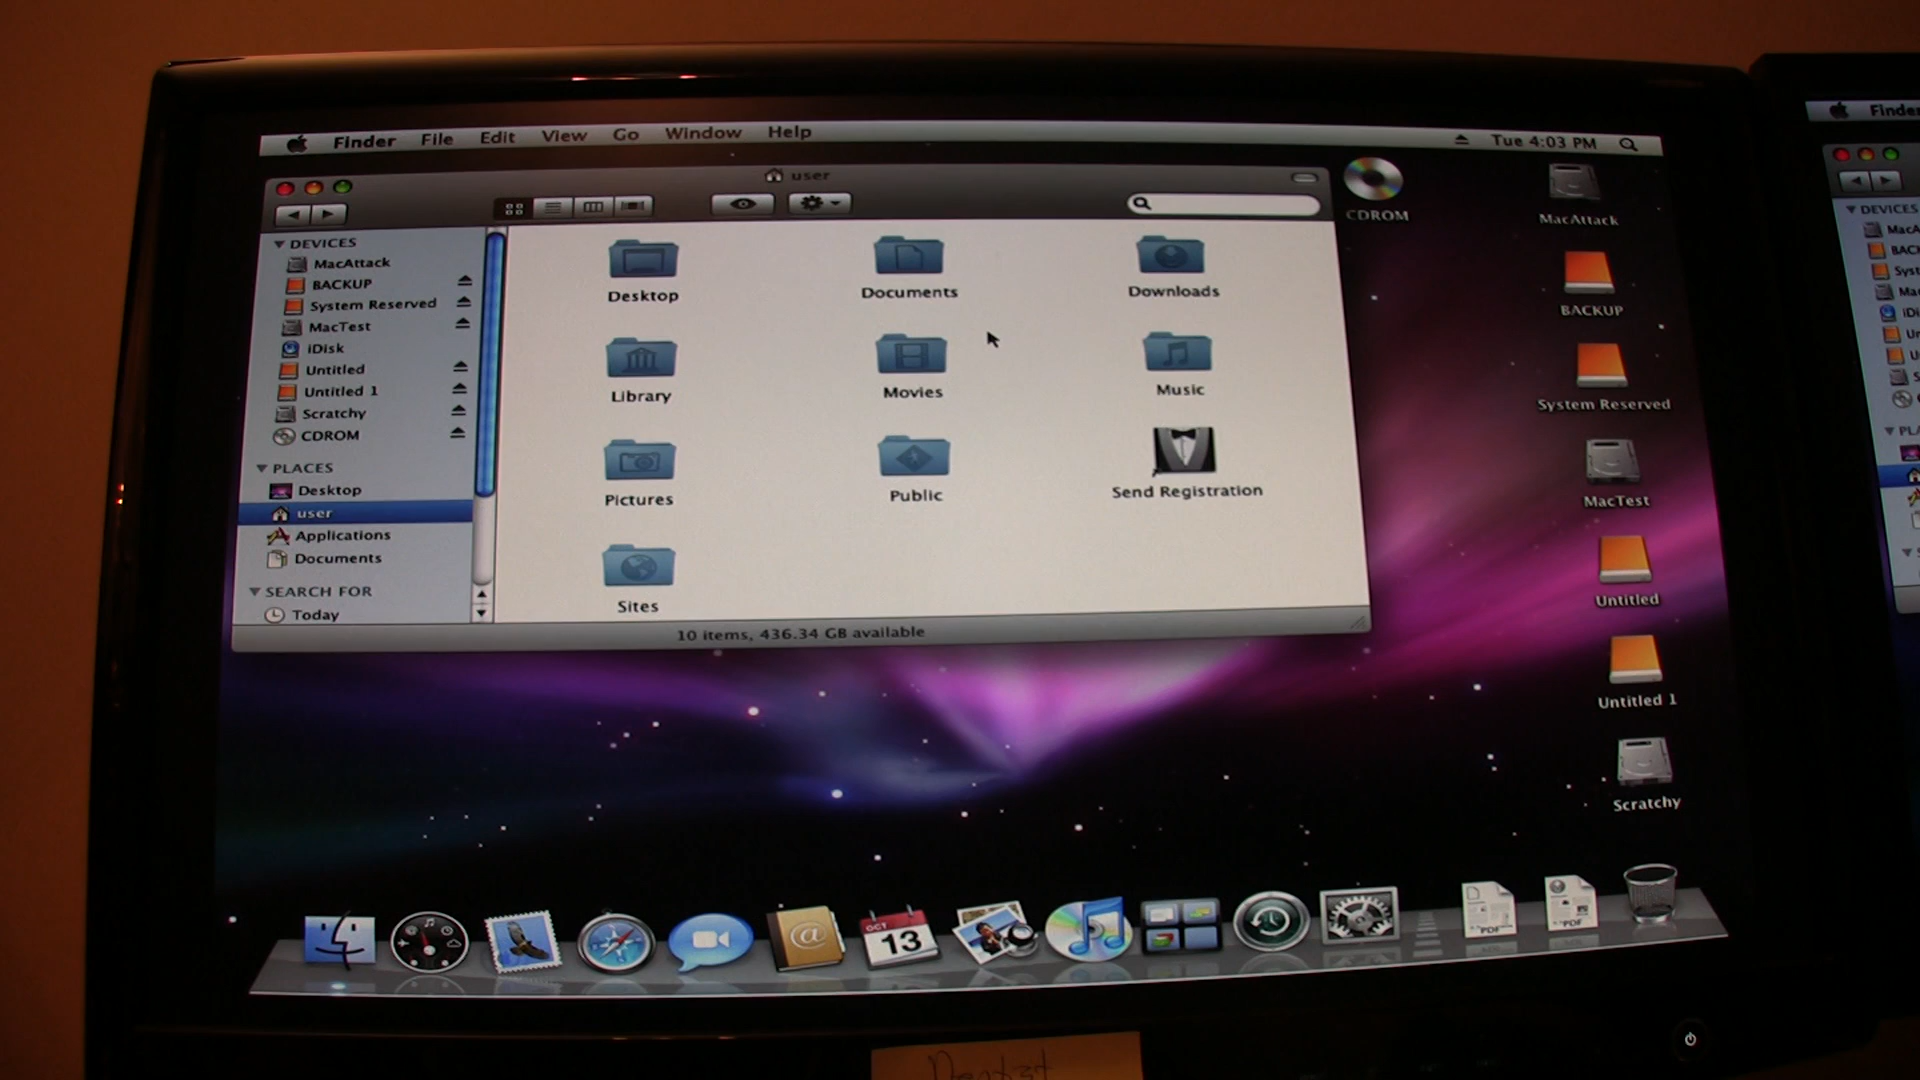 Finder File Edit View Go Window Help Tue 4:03 PM
user
DEVICES
MacAttack
BACKUP
System Reserved
MacTest
iDisk
Untitled
Untitled 1
Scratchy
CDROM
PLACES
Desktop
user
Applications
Documents
SEARCH FOR
Today
Desktop Documents Downloads
Library Movies Music
Pictures Public Send Registration
Sites
10 items, 436.34 GB available
CDROM
MacAttack
BACKUP
System Reserved
MacTest
Untitled
Untitled 1
Scratchy
@
OCT
13
PDF
PDF
Finder
DEVICES